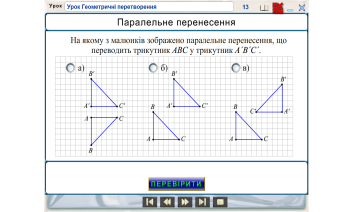 Урок Урок Геометричні перетворення 13
Паралельне перенесення
На якому з малюнків зображено паралельне перенесення, що
переводить трикутник ABC у трикутник A′B′C′.
а) б) в)
B′ B′ B′
A′ C′ A′ C′ C′ A′
A C B B
B A C A C
ПЕРЕВІРИТИ